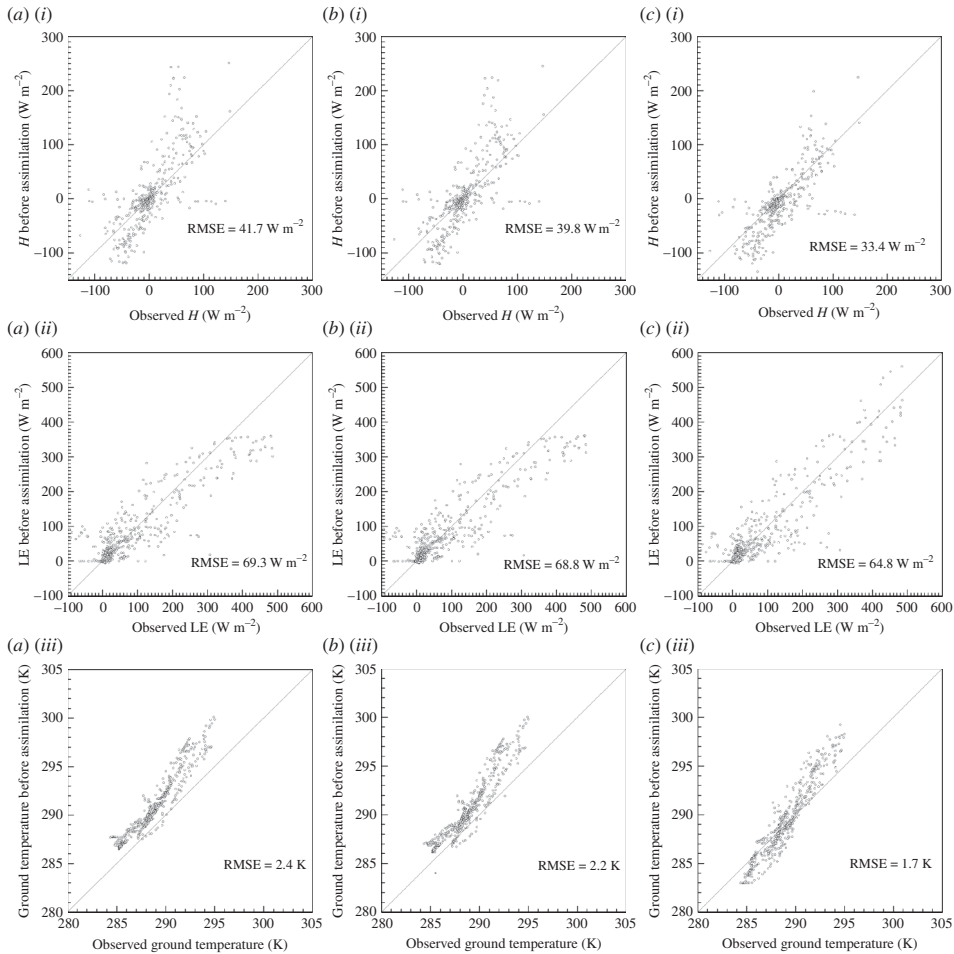 (a) (i)
300
200
100
0
−100
H before assimilation (W m−2)
RMSE = 41.7 W m−2
−100 0 100 200 300
Observed H (W m−2)
(b) (i)
300
200
100
0
−100
H before assimilation (W m−2)
RMSE = 39.8 W m−2
−100 0 100 200 300
Observed H (W m−2)
(c) (i)
300
200
100
0
−100
H before assimilation (W m−2)
RMSE = 33.4 W m−2
−100 0 100 200 300
Observed H (W m−2)
(a) (ii)
600
500
400
300
200
100
0
−100
LE before assimilation (W m−2)
RMSE = 69.3 W m−2
−100 0 100 200 300 400 500 600
Observed LE (W m−2)
(b) (ii)
600
500
400
300
200
100
0
−100
LE before assimilation (W m−2)
RMSE = 68.8 W m−2
−100 0 100 200 300 400 500 600
Observed LE (W m−2)
(c) (ii)
600
500
400
300
200
100
0
−100
LE before assimilation (W m−2)
RMSE = 64.8 W m−2
−100 0 100 200 300 400 500 600
Observed LE (W m−2)
(a) (iii)
305
300
295
290
285
280
Ground temperature before assimilation (K)
RMSE = 2.4 K
280 285 290 295 300 305
Observed ground temperature (K)
(b) (iii)
305
300
295
290
285
280
Ground temperature before assimilation (K)
RMSE = 2.2 K
280 285 290 295 300 305
Observed ground temperature (K)
(c) (iii)
305
300
295
290
285
280
Ground temperature before assimilation (K)
RMSE = 1.7 K
280 285 290 295 300 305
Observed ground temperature (K)